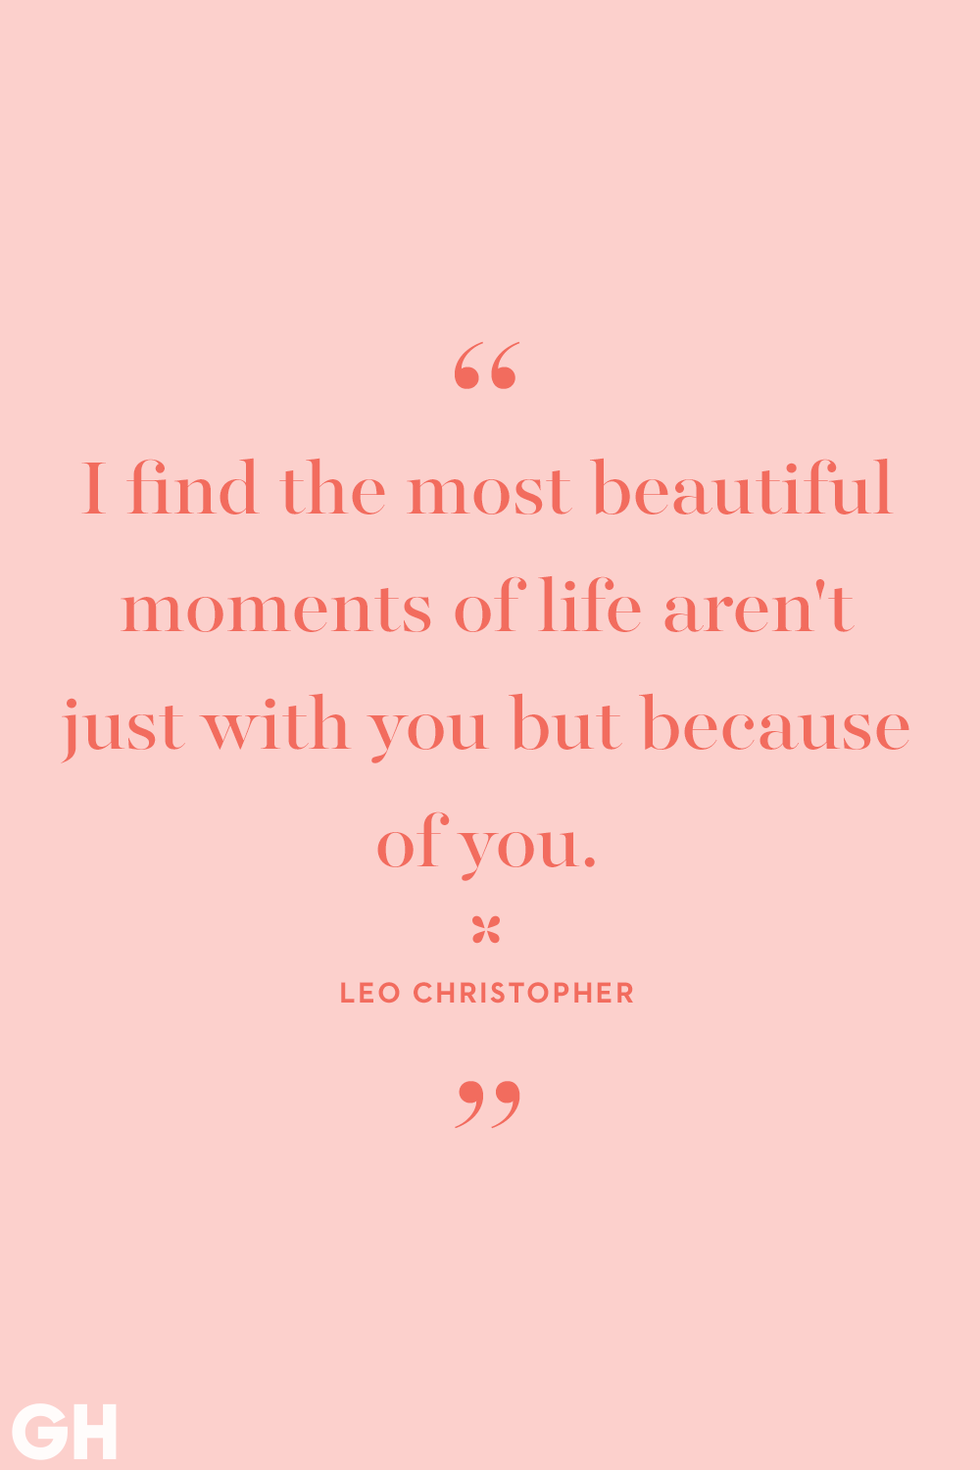 “
I find the most beautiful
moments of life aren't
just with you but because
of you.
LEO CHRISTOPHER
”
GH